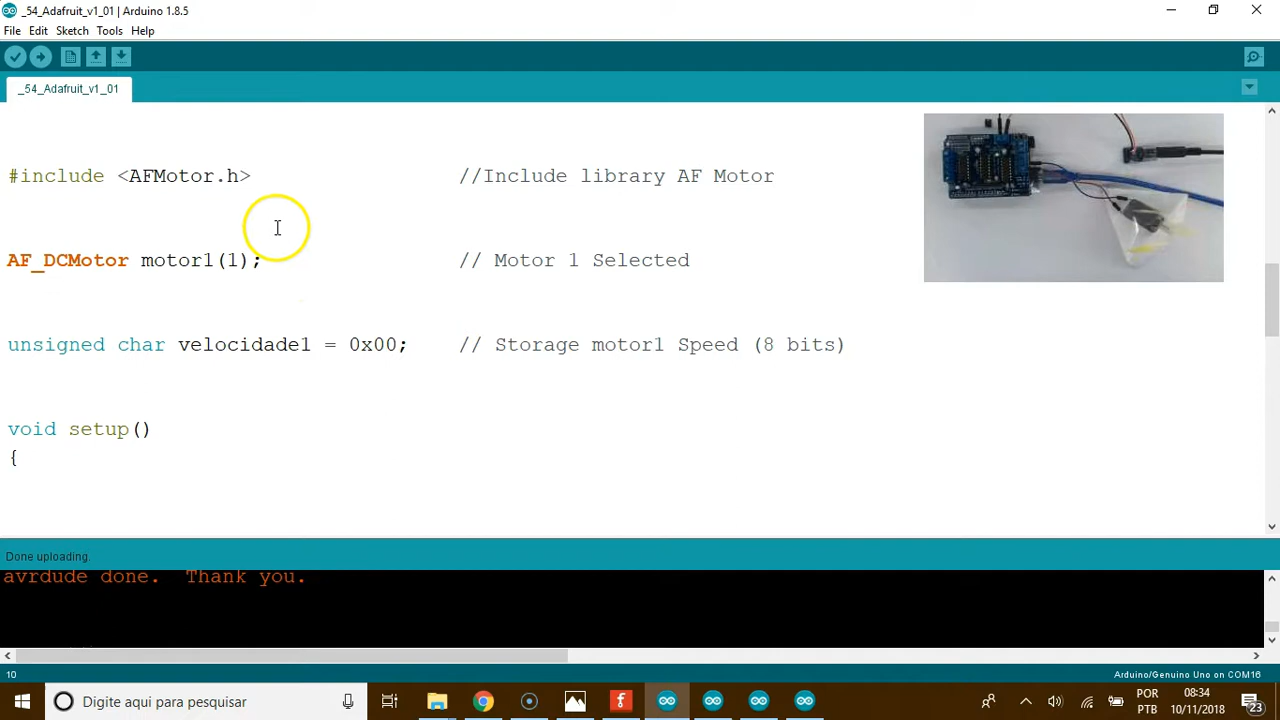 _54_Adafruit_v1_01 | Arduino 1.8.5
File Edit Sketch Tools Help
_54_Adafruit_v1_01
#include <AFMotor.h> //Include library AF Motor
AF_DCMotor motor1(1); // Motor 1 Selected
unsigned char velocidade1 = 0x00; // Storage motor1 Speed (8 bits)
void setup()
{
Done uploading.
avrdude done. Thank you.
10 Arduino/Genuino Uno on COM16
Digite aqui para pesquisar
POR 08:34
PTB 10/11/2018 23